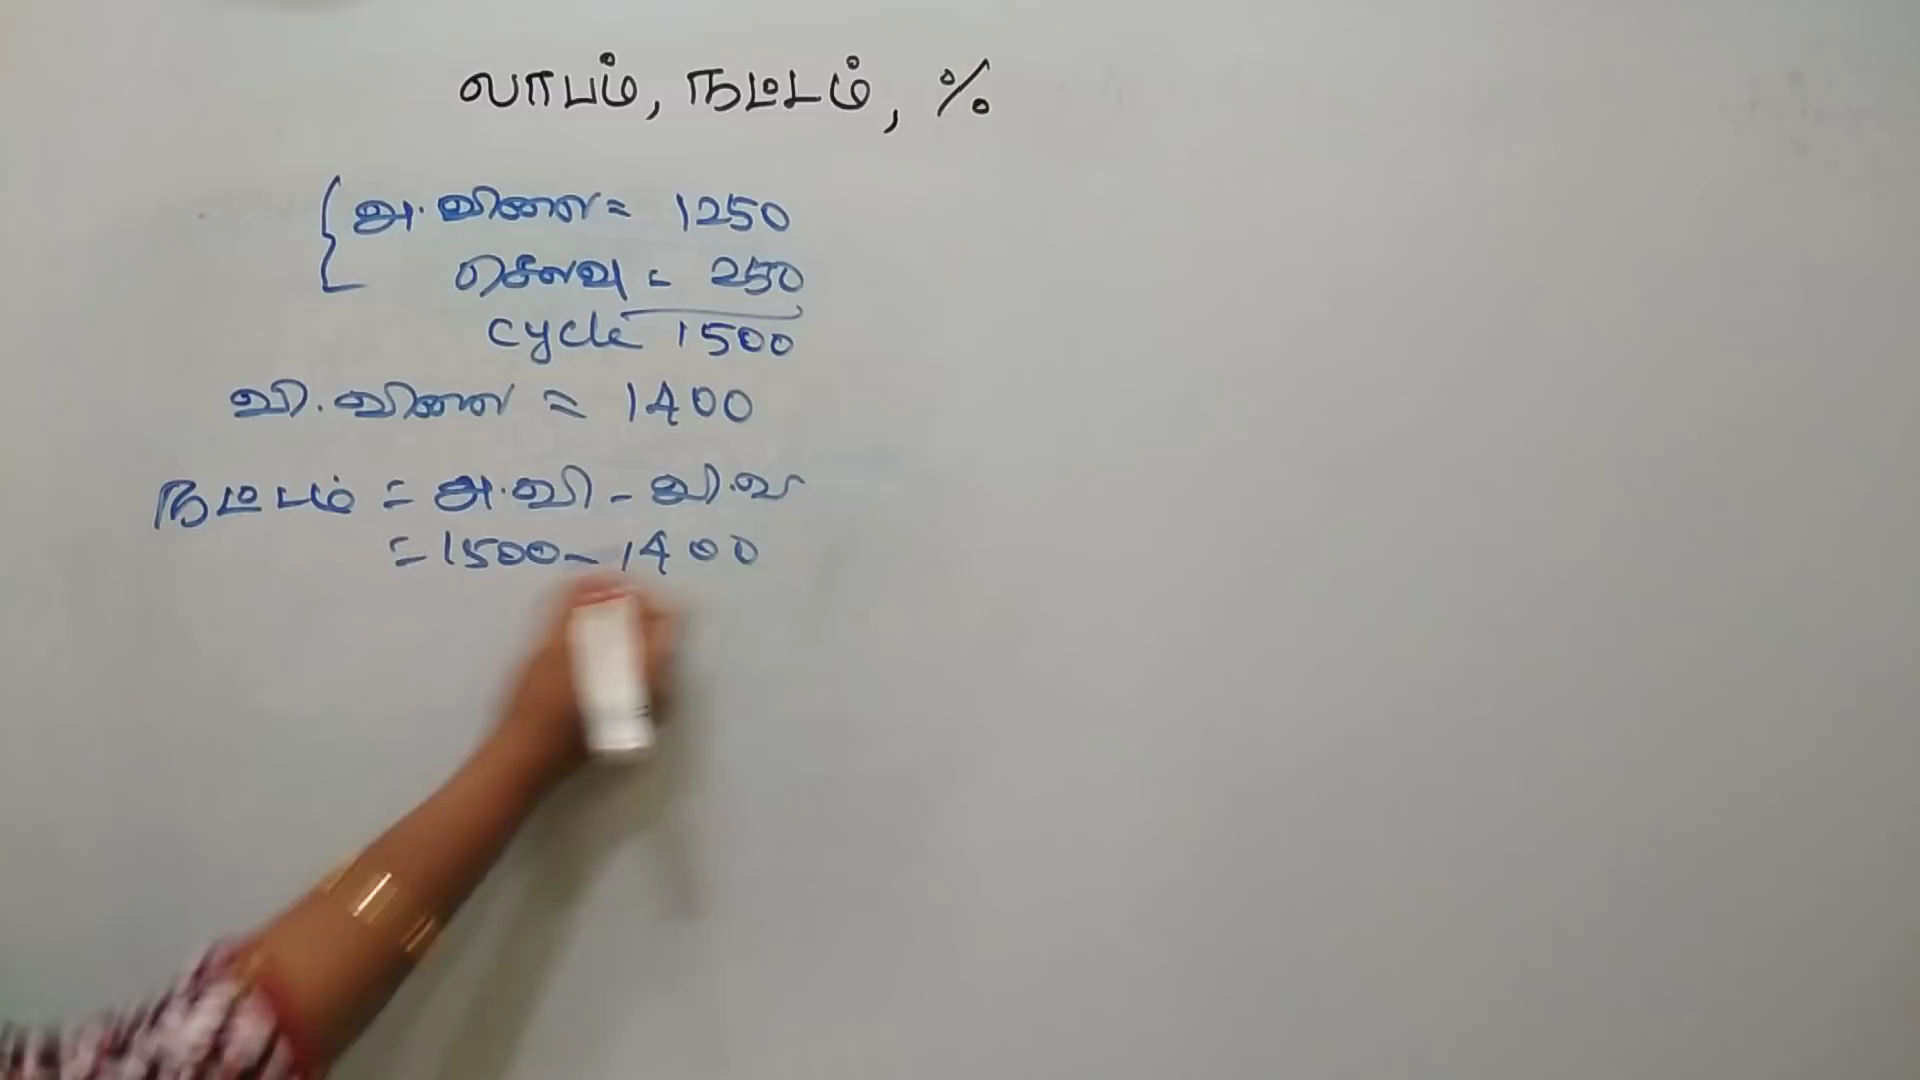 லாபம், நட்டம், %
அ.விலை = 1250
செலவு = 250
cycle 1500
வி.விலை = 1400
நட்டம் = அ.வி - வி.வி
= 1500 - 1400